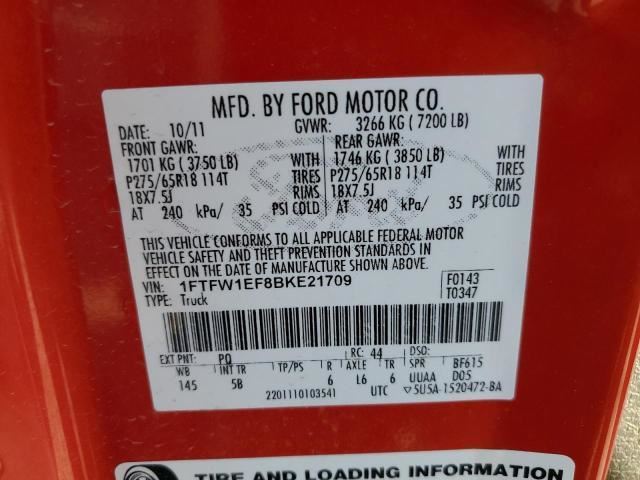 MFD. BY FORD MOTOR CO.
DATE: 10/11 GVWR: 3266 KG ( 7200 LB)
FRONT GAWR: REAR GAWR:
1701 KG ( 3750 LB) 1746 KG ( 3850 LB) WITH
P275/65R18 114T TIRES P275/65R18 114T TIRES
18X7.5J RIMS 18X7.5J RIMS
AT 240 kPa/ 35 PSI COLD AT 240 kPa/ 35 PSI COLD
THIS VEHICLE CONFORMS TO ALL APPLICABLE FEDERAL MOTOR
VEHICLE SAFETY AND THEFT PREVENTION STANDARDS IN
EFFECT ON THE DATE OF MANUFACTURE SHOWN ABOVE.
VIN: 1FTFW1EF8BKE21709 F0143
TYPE: Truck T0347
EXT PNT: PQ RC: 44 DSO:
WB INT TR TP/PS R AXLE TR SPR BF615
145 5B 6 L6 6 UUAA D05
2201110103541 UTC ▽5U5A-1520472-BA
TIRE AND LOADING INFORMATION